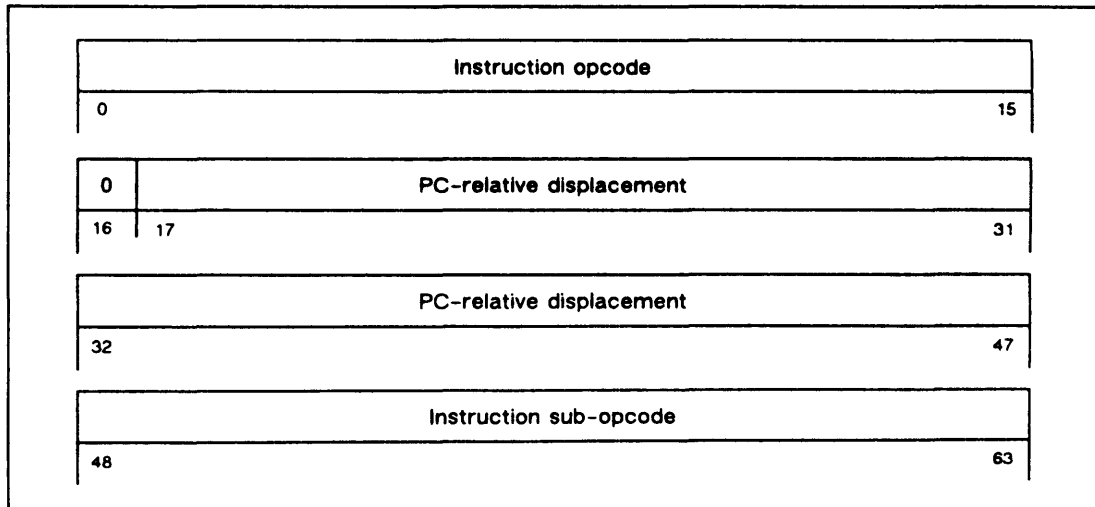 Instruction opcode
0 15
0 PC-relative displacement
16 17 31
PC-relative displacement
32 47
Instruction sub-opcode
48 63